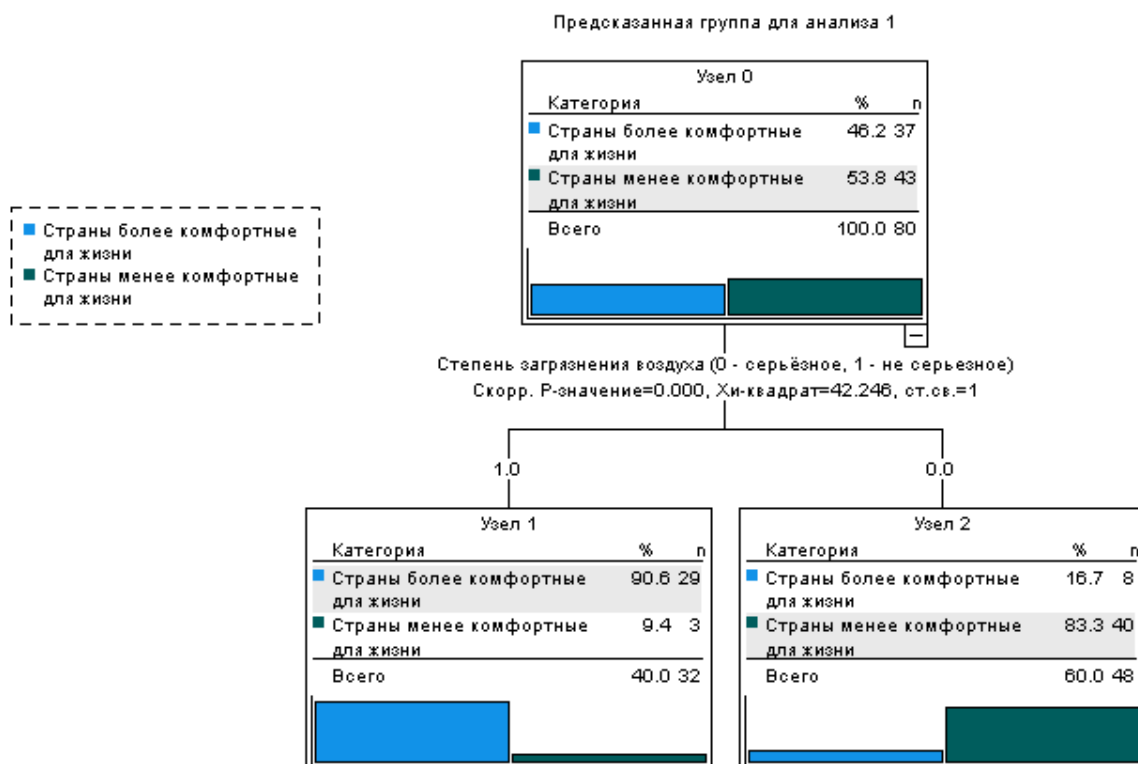 Предсказанная группа для анализа 1
Узел 0
Категория % n
Страны более комфортные 46.2 37
для жизни
Страны менее комфортные 53.8 43
для жизни
Всего 100.0 80
Страны более комфортные
для жизни
Страны менее комфортные
для жизни
Степень загрязнения воздуха (0 - серьёзное, 1 - не серьезное)
Скорр. P-значение=0.000, Хи-квадрат=42.246, ст.св.=1
1.0
0.0
Узел 1
Категория % n
Страны более комфортные 90.6 29
для жизни
Страны менее комфортные 9.4 3
для жизни
Всего 40.0 32
Узел 2
Категория % n
Страны более комфортные 16.7 8
для жизни
Страны менее комфортные 83.3 40
для жизни
Всего 60.0 48